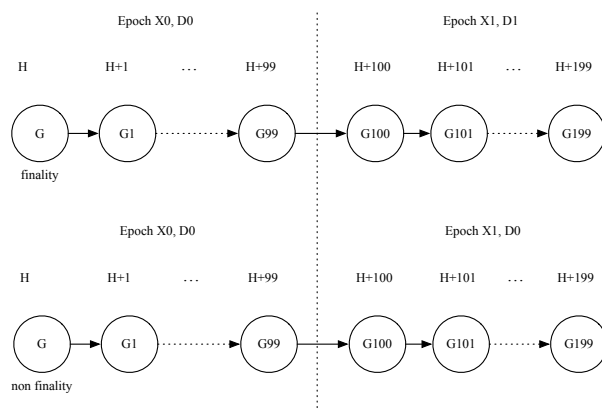 Epoch X0, D0 Epoch X1, D1
H H+1 ... H+99 H+100 H+101 ... H+199
G G1 G99 G100 G101 G199
finality
Epoch X0, D0 Epoch X1, D0
H H+1 ... H+99 H+100 H+101 ... H+199
G G1 G99 G100 G101 G199
non finality